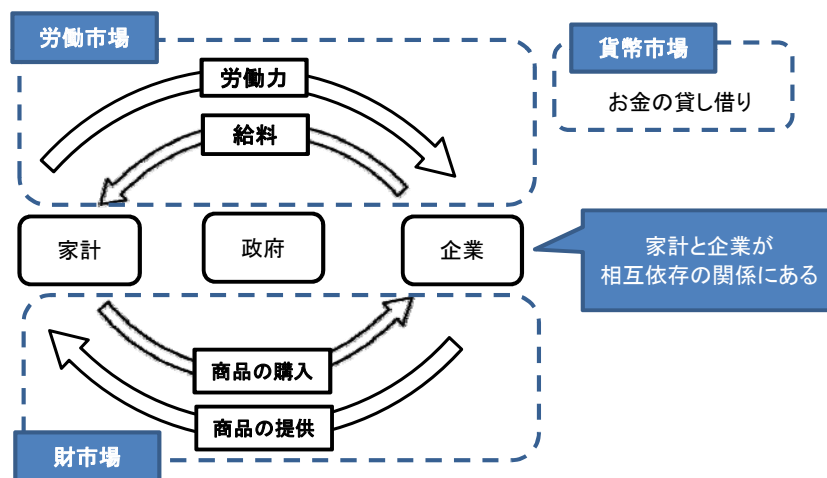 労働市場
貨幣市場
労働力
お金の貸し借り
給料
家計
政府
企業
家計と企業が
相互依存の関係にある
商品の購入
商品の提供
財市場